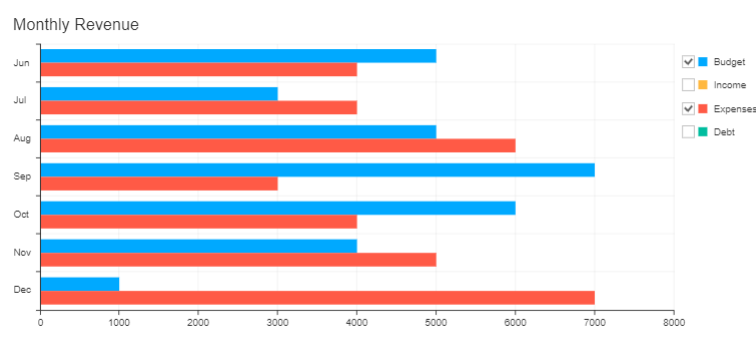 Monthly Revenue
Jun
Jul
Aug
Sep
Oct
Nov
Dec
0 1000 2000 3000 4000 5000 6000 7000 8000
Budget
Income
Expenses
Debt